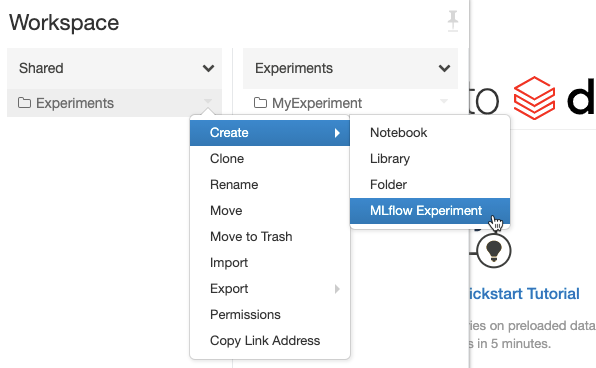 Workspace
Shared
Experiments
Experiments
MyExperiment
Create
Clone
Rename
Move
Move to Trash
Import
Export
Permissions
Copy Link Address
Notebook
Library
Folder
MLflow Experiment
to d
ickstart Tutorial
ies on preloaded data
s in 5 minutes.